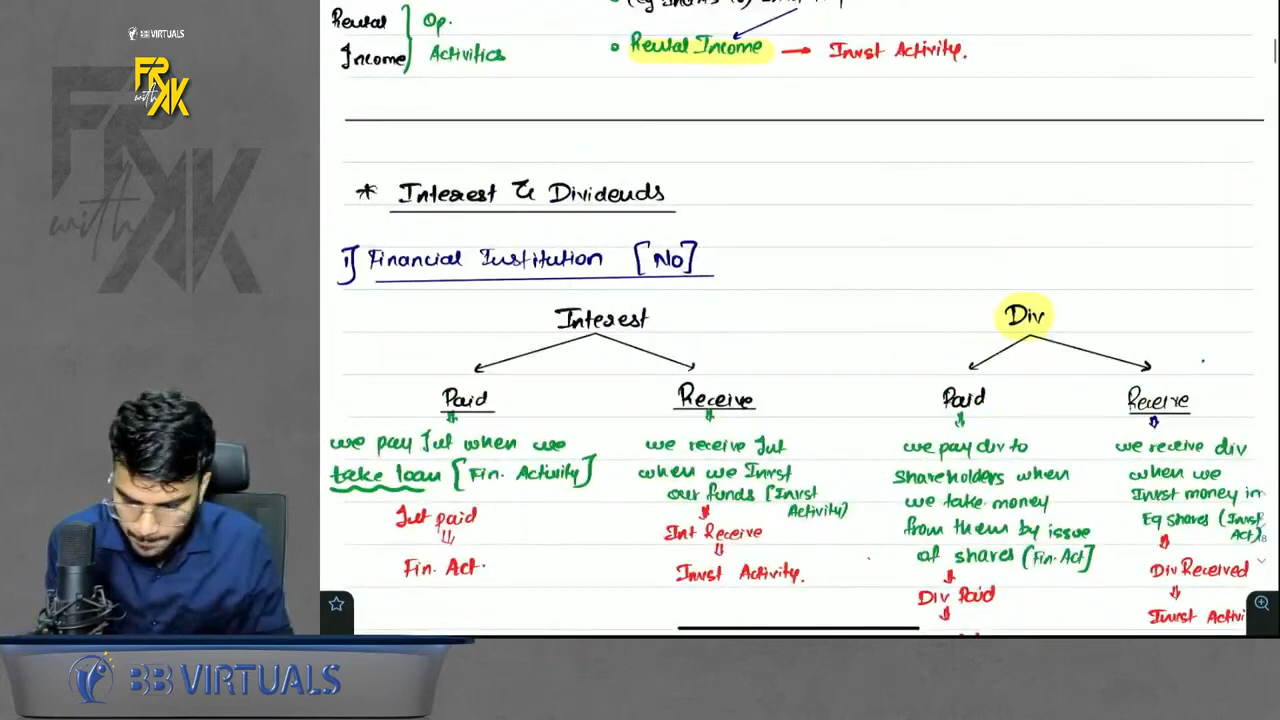 BB VIRTUALS
FR
with
AK
Rental
Income
Op.
Activities
Rental Income → Invst Activity.
* Interest & Dividends
1] Financial Institution [No]
Interest
Div
Paid
Receive
Paid
Receive
we pay Int when we
take loan [Fin. Activity]
Int paid
Fin. Act.
we receive Int
when we Invst
our funds [Invst
Activity]
Int Receive
Invst Activity.
we pay div to
shareholders when
we take money
from them by issue
of shares [Fin. Act]
Div Paid
we receive div
when we
Invst money in
Eq shares (Invst
Act)
Div Received
Invst Activi
BB VIRTUALS